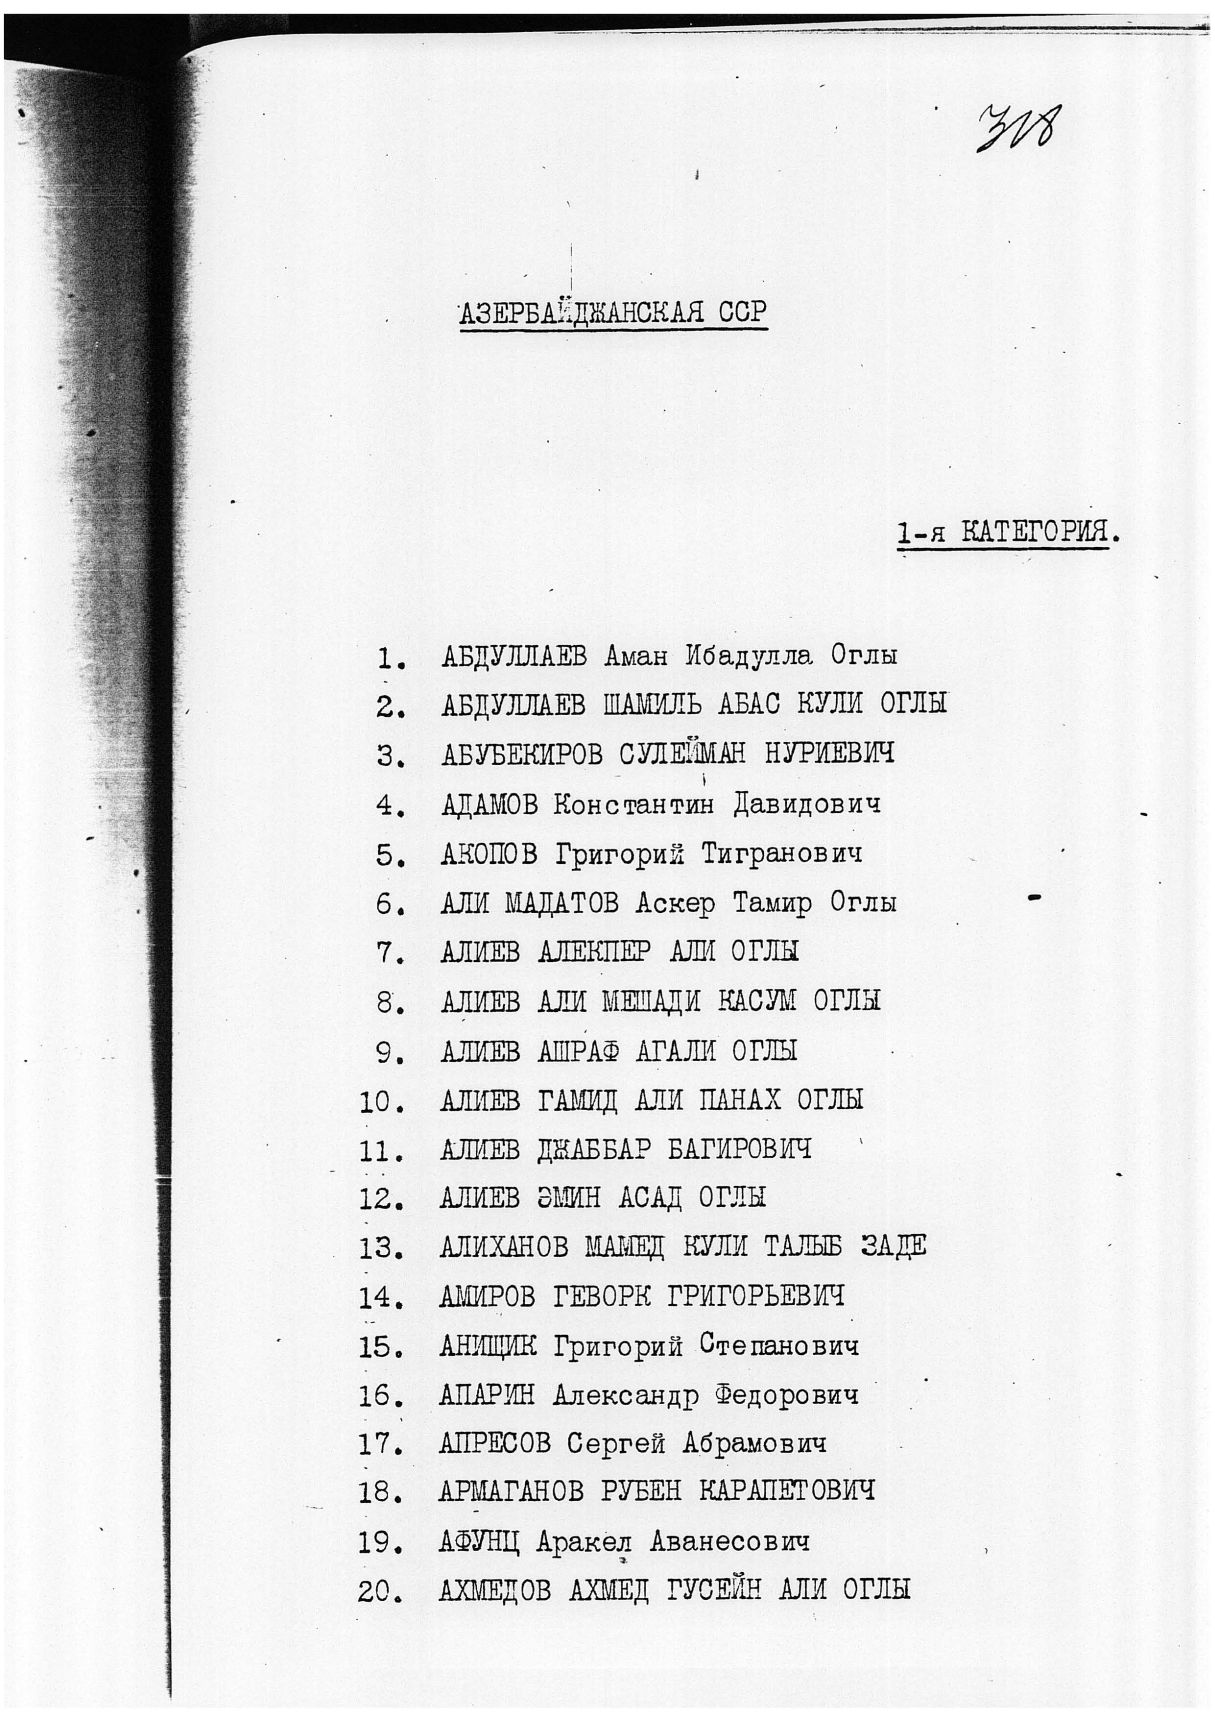 318
АЗЕРБАЙДЖАНСКАЯ ССР
1-я КАТЕГОРИЯ.
1. АБДУЛЛАЕВ Аман Ибадулла Оглы
2. АБДУЛЛАЕВ ШАМИЛЬ АБАС КУЛИ ОГЛЫ
3. АБУБЕКИРОВ СУЛЕЙМАН НУРИЕВИЧ
4. АДАМОВ Константин Давидович
5. АКОПОВ Григорий Тигранович
6. АЛИ МАДАТОВ Аскер Тамир Оглы
7. АЛИЕВ АЛЕКПЕР АЛИ ОГЛЫ
8. АЛИЕВ АЛИ МЕШАДИ КАСУМ ОГЛЫ
9. АЛИЕВ АШРАФ АГАЛИ ОГЛЫ
10. АЛИЕВ ГАМИД АЛИ ПАНАХ ОГЛЫ
11. АЛИЕВ ДЖАББАР БАГИРОВИЧ
12. АЛИЕВ ЭМИН АСАД ОГЛЫ
13. АЛИХАНОВ МАМЕД КУЛИ ТАЛЫБ ЗАДЕ
14. АМИРОВ ГЕВОРК ГРИГОРЬЕВИЧ
15. АНИЩИК Григорий Степанович
16. АПАРИН Александр Федорович
17. АПРЕСОВ Сергей Абрамович
18. АРМАГАНОВ РУБЕН КАРАПЕТОВИЧ
19. АФУНЦ Аракел Аванесович
20. АХМЕДОВ АХМЕД ГУСЕЙН АЛИ ОГЛЫ